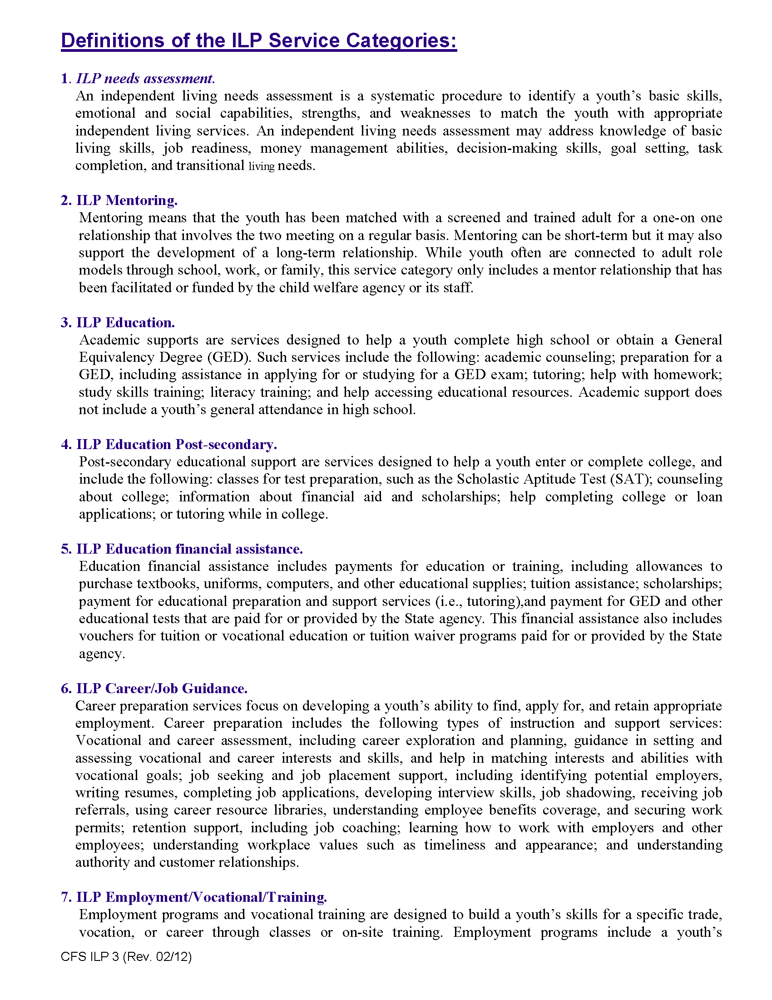 Definitions of the ILP Service Categories:
1. ILP needs assessment.
An independent living needs assessment is a systematic procedure to identify a youth’s basic skills,
emotional and social capabilities, strengths, and weaknesses to match the youth with appropriate
independent living services. An independent living needs assessment may address knowledge of basic
living skills, job readiness, money management abilities, decision-making skills, goal setting, task
completion, and transitional living needs.
2. ILP Mentoring.
Mentoring means that the youth has been matched with a screened and trained adult for a one-on one
relationship that involves the two meeting on a regular basis. Mentoring can be short-term but it may also
support the development of a long-term relationship. While youth often are connected to adult role
models through school, work, or family, this service category only includes a mentor relationship that has
been facilitated or funded by the child welfare agency or its staff.
3. ILP Education.
Academic supports are services designed to help a youth complete high school or obtain a General
Equivalency Degree (GED). Such services include the following: academic counseling; preparation for a
GED, including assistance in applying for or studying for a GED exam; tutoring; help with homework;
study skills training; literacy training; and help accessing educational resources. Academic support does
not include a youth’s general attendance in high school.
4. ILP Education Post-secondary.
Post-secondary educational support are services designed to help a youth enter or complete college, and
include the following: classes for test preparation, such as the Scholastic Aptitude Test (SAT); counseling
about college; information about financial aid and scholarships; help completing college or loan
applications; or tutoring while in college.
5. ILP Education financial assistance.
Education financial assistance includes payments for education or training, including allowances to
purchase textbooks, uniforms, computers, and other educational supplies; tuition assistance; scholarships;
payment for educational preparation and support services (i.e., tutoring),and payment for GED and other
educational tests that are paid for or provided by the State agency. This financial assistance also includes
vouchers for tuition or vocational education or tuition waiver programs paid for or provided by the State
agency.
6. ILP Career/Job Guidance.
Career preparation services focus on developing a youth’s ability to find, apply for, and retain appropriate
employment. Career preparation includes the following types of instruction and support services:
Vocational and career assessment, including career exploration and planning, guidance in setting and
assessing vocational and career interests and skills, and help in matching interests and abilities with
vocational goals; job seeking and job placement support, including identifying potential employers,
writing resumes, completing job applications, developing interview skills, job shadowing, receiving job
referrals, using career resource libraries, understanding employee benefits coverage, and securing work
permits; retention support, including job coaching; learning how to work with employers and other
employees; understanding workplace values such as timeliness and appearance; and understanding
authority and customer relationships.
7. ILP Employment/Vocational/Training.
Employment programs and vocational training are designed to build a youth’s skills for a specific trade,
vocation, or career through classes or on-site training. Employment programs include a youth’s
CFS ILP 3 (Rev. 02/12)